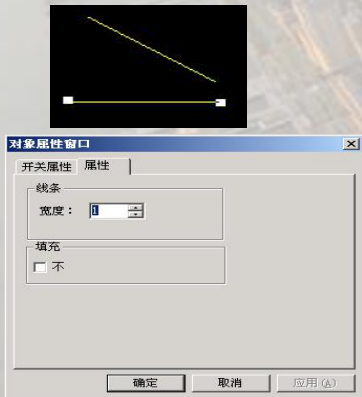 对象属性窗口
开关属性 属性
线条
宽度： 1
填充
不
确定 取消 应用(A)